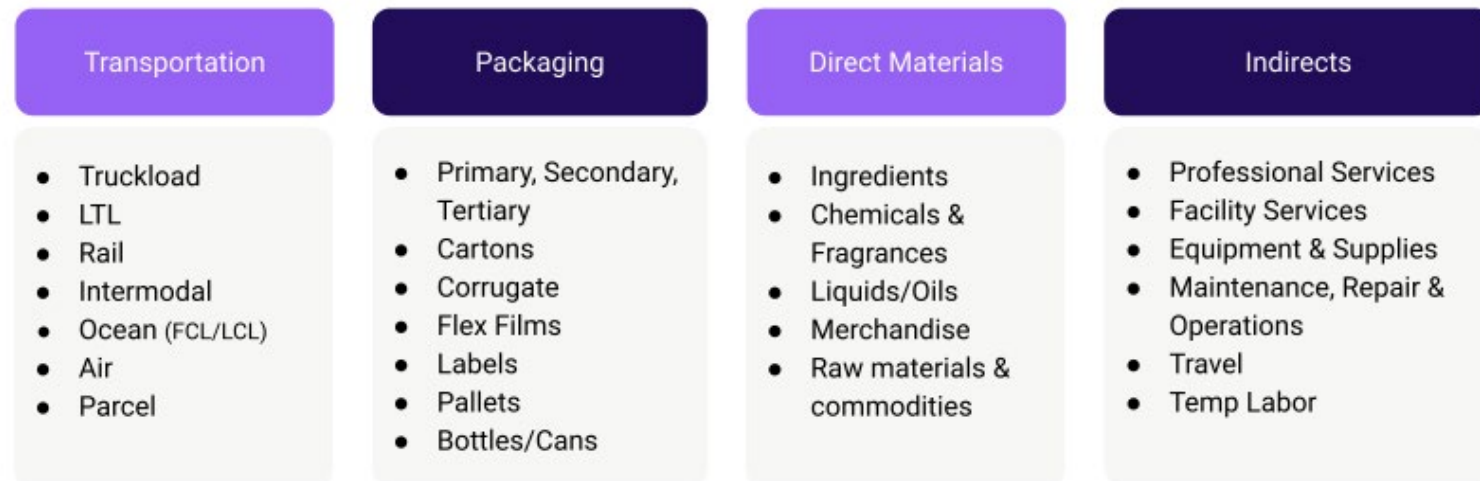 Transportation
● Truckload
● LTL
● Rail
● Intermodal
● Ocean (FCL/LCL)
● Air
● Parcel
Packaging
● Primary, Secondary,
Tertiary
● Cartons
● Corrugate
● Flex Films
● Labels
● Pallets
● Bottles/Cans
Direct Materials
● Ingredients
● Chemicals &
Fragrances
● Liquids/Oils
● Merchandise
● Raw materials &
commodities
Indirects
● Professional Services
● Facility Services
● Equipment & Supplies
● Maintenance, Repair &
Operations
● Travel
● Temp Labor